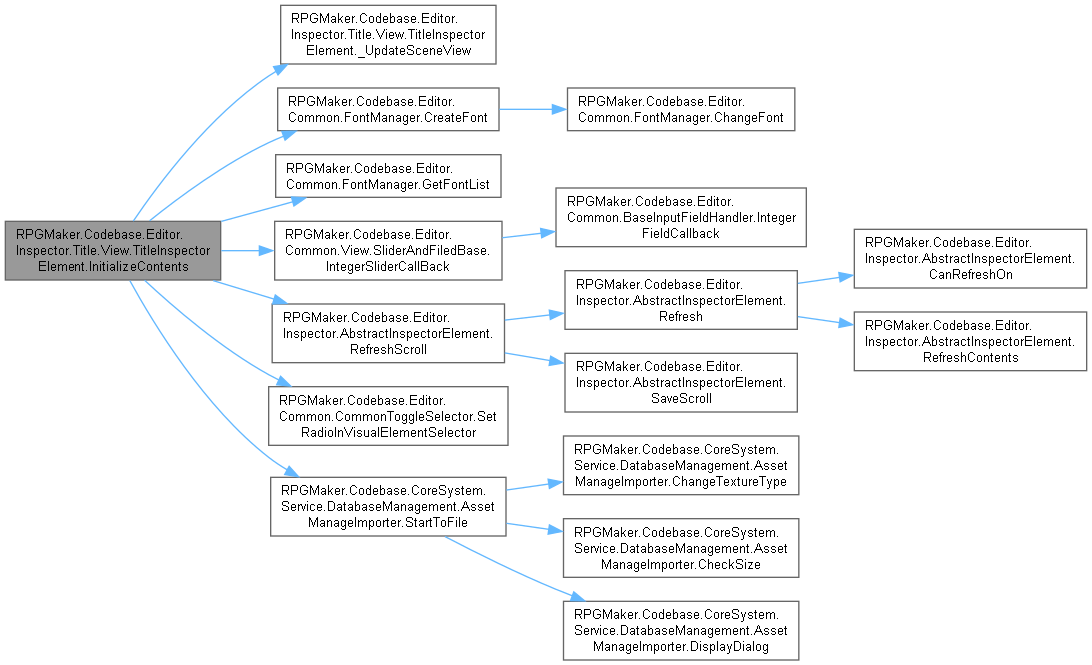 RPGMaker.Codebase.Editor.
Inspector.Title.View.TitleInspector
Element.InitializeContents
RPGMaker.Codebase.Editor.
Inspector.Title.View.TitleInspector
Element._UpdateSceneView
RPGMaker.Codebase.Editor.
Common.FontManager.CreateFont
RPGMaker.Codebase.Editor.
Common.FontManager.ChangeFont
RPGMaker.Codebase.Editor.
Common.FontManager.GetFontList
RPGMaker.Codebase.Editor.
Common.View.SliderAndFiledBase.
IntegerSliderCallBack
RPGMaker.Codebase.Editor.
Common.BaseInputFieldHandler.Integer
FieldCallback
RPGMaker.Codebase.Editor.
Inspector.AbstractInspectorElement.
RefreshScroll
RPGMaker.Codebase.Editor.
Inspector.AbstractInspectorElement.
Refresh
RPGMaker.Codebase.Editor.
Inspector.AbstractInspectorElement.
CanRefreshOn
RPGMaker.Codebase.Editor.
Inspector.AbstractInspectorElement.
RefreshContents
RPGMaker.Codebase.Editor.
Inspector.AbstractInspectorElement.
SaveScroll
RPGMaker.Codebase.Editor.
Common.CommonToggleSelector.Set
RadioInVisualElementSelector
RPGMaker.Codebase.CoreSystem.
Service.DatabaseManagement.Asset
ManageImporter.StartToFile
RPGMaker.Codebase.CoreSystem.
Service.DatabaseManagement.Asset
ManageImporter.ChangeTextureType
RPGMaker.Codebase.CoreSystem.
Service.DatabaseManagement.Asset
ManageImporter.CheckSize
RPGMaker.Codebase.CoreSystem.
Service.DatabaseManagement.Asset
ManageImporter.DisplayDialog